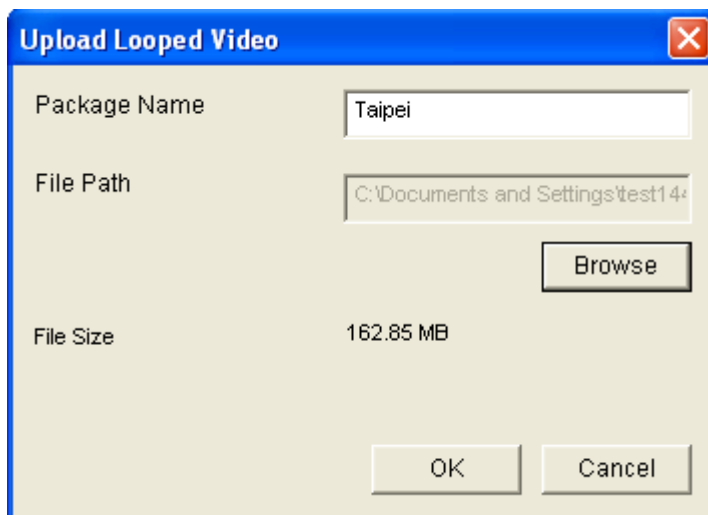 Upload Looped Video
Package Name
Taipei
File Path
C:\Documents and Settings\test144
Browse
File Size
162.85 MB
OK
Cancel